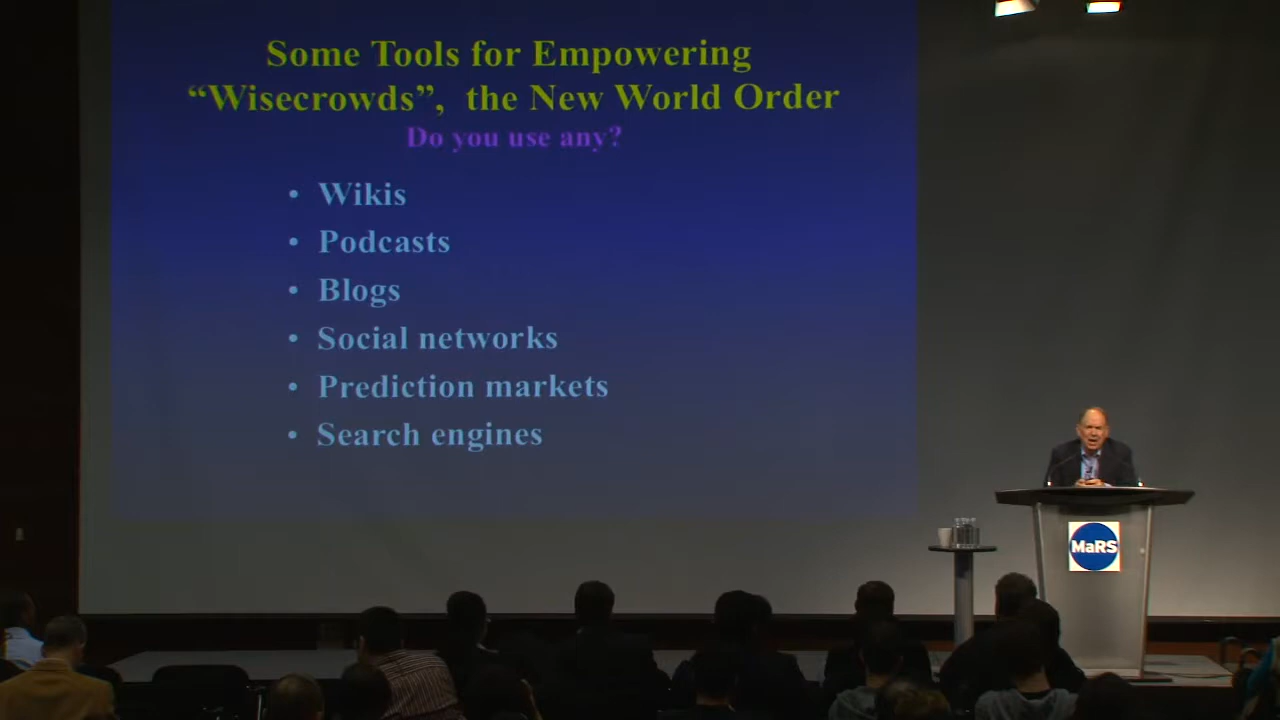 Some Tools for Empowering
“Wisecrowds”, the New World Order
Do you use any?
• Wikis
• Podcasts
• Blogs
• Social networks
• Prediction markets
• Search engines
MaRS